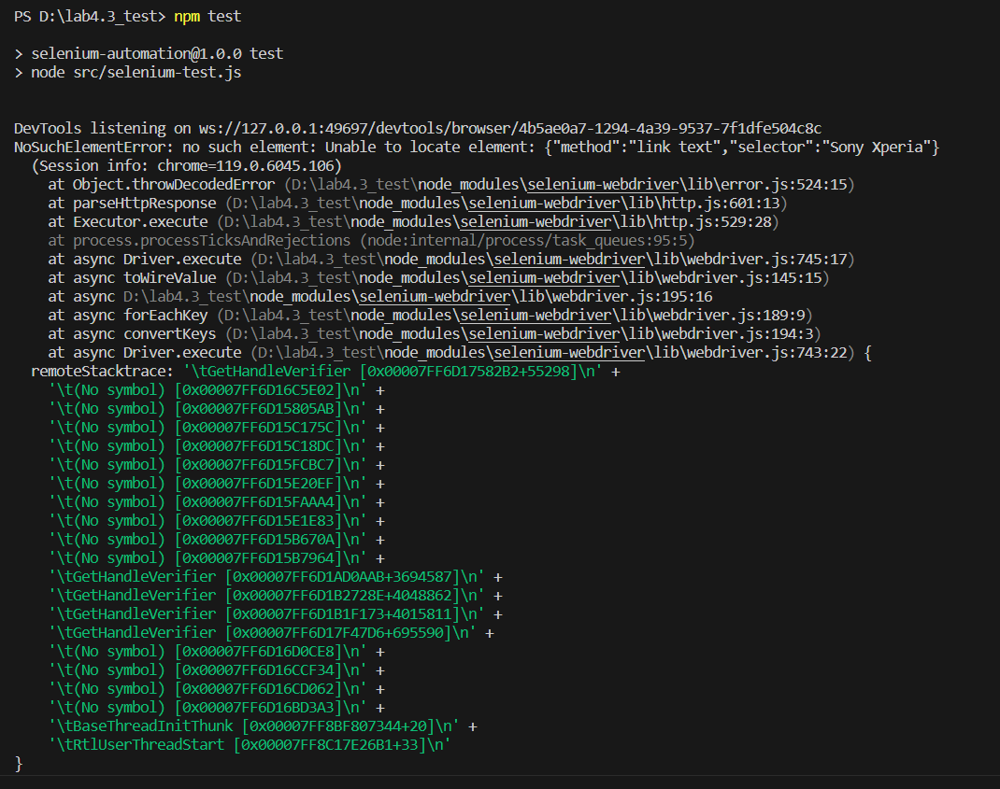 PS D:\lab4.3_test> npm test
> selenium-automation@1.0.0 test
> node src/selenium-test.js
DevTools listening on ws://127.0.0.1:49697/devtools/browser/4b5ae0a7-1294-4a39-9537-7f1dfe504c8c
NoSuchElementError: no such element: Unable to locate element: {"method":"link text","selector":"Sony Xperia"}
  (Session info: chrome=119.0.6045.106)
    at Object.throwDecodedError (D:\lab4.3_test\node_modules\selenium-webdriver\lib\error.js:524:15)
    at parseHttpResponse (D:\lab4.3_test\node_modules\selenium-webdriver\lib\http.js:601:13)
    at Executor.execute (D:\lab4.3_test\node_modules\selenium-webdriver\lib\http.js:529:28)
    at process.processTicksAndRejections (node:internal/process/task_queues:95:5)
    at async Driver.execute (D:\lab4.3_test\node_modules\selenium-webdriver\lib\webdriver.js:745:17)
    at async toWireValue (D:\lab4.3_test\node_modules\selenium-webdriver\lib\webdriver.js:145:15)
    at async D:\lab4.3_test\node_modules\selenium-webdriver\lib\webdriver.js:195:16
    at async forEachKey (D:\lab4.3_test\node_modules\selenium-webdriver\lib\webdriver.js:189:9)
    at async convertKeys (D:\lab4.3_test\node_modules\selenium-webdriver\lib\webdriver.js:194:3)
    at async Driver.execute (D:\lab4.3_test\node_modules\selenium-webdriver\lib\webdriver.js:743:22) {
  remoteStacktrace: '\tGetHandleVerifier [0x00007FF6D17582B2+55298]\n' +
    '\t(No symbol) [0x00007FF6D16C5E02]\n' +
    '\t(No symbol) [0x00007FF6D15805AB]\n' +
    '\t(No symbol) [0x00007FF6D15C175C]\n' +
    '\t(No symbol) [0x00007FF6D15C18DC]\n' +
    '\t(No symbol) [0x00007FF6D15FCBC7]\n' +
    '\t(No symbol) [0x00007FF6D15E20EF]\n' +
    '\t(No symbol) [0x00007FF6D15FAAA4]\n' +
    '\t(No symbol) [0x00007FF6D15E1E83]\n' +
    '\t(No symbol) [0x00007FF6D15B670A]\n' +
    '\t(No symbol) [0x00007FF6D15B7964]\n' +
    '\tGetHandleVerifier [0x00007FF6D1AD0AAB+3694587]\n' +
    '\tGetHandleVerifier [0x00007FF6D1B2728E+4048862]\n' +
    '\tGetHandleVerifier [0x00007FF6D1B1F173+4015811]\n' +
    '\tGetHandleVerifier [0x00007FF6D17F47D6+695590]\n' +
    '\t(No symbol) [0x00007FF6D16D0CE8]\n' +
    '\t(No symbol) [0x00007FF6D16CCF34]\n' +
    '\t(No symbol) [0x00007FF6D16CD062]\n' +
    '\t(No symbol) [0x00007FF6D16BD3A3]\n' +
    '\tBaseThreadInitThunk [0x00007FF8BF807344+20]\n' +
    '\tRtlUserThreadStart [0x00007FF8C17E26B1+33]\n'
}